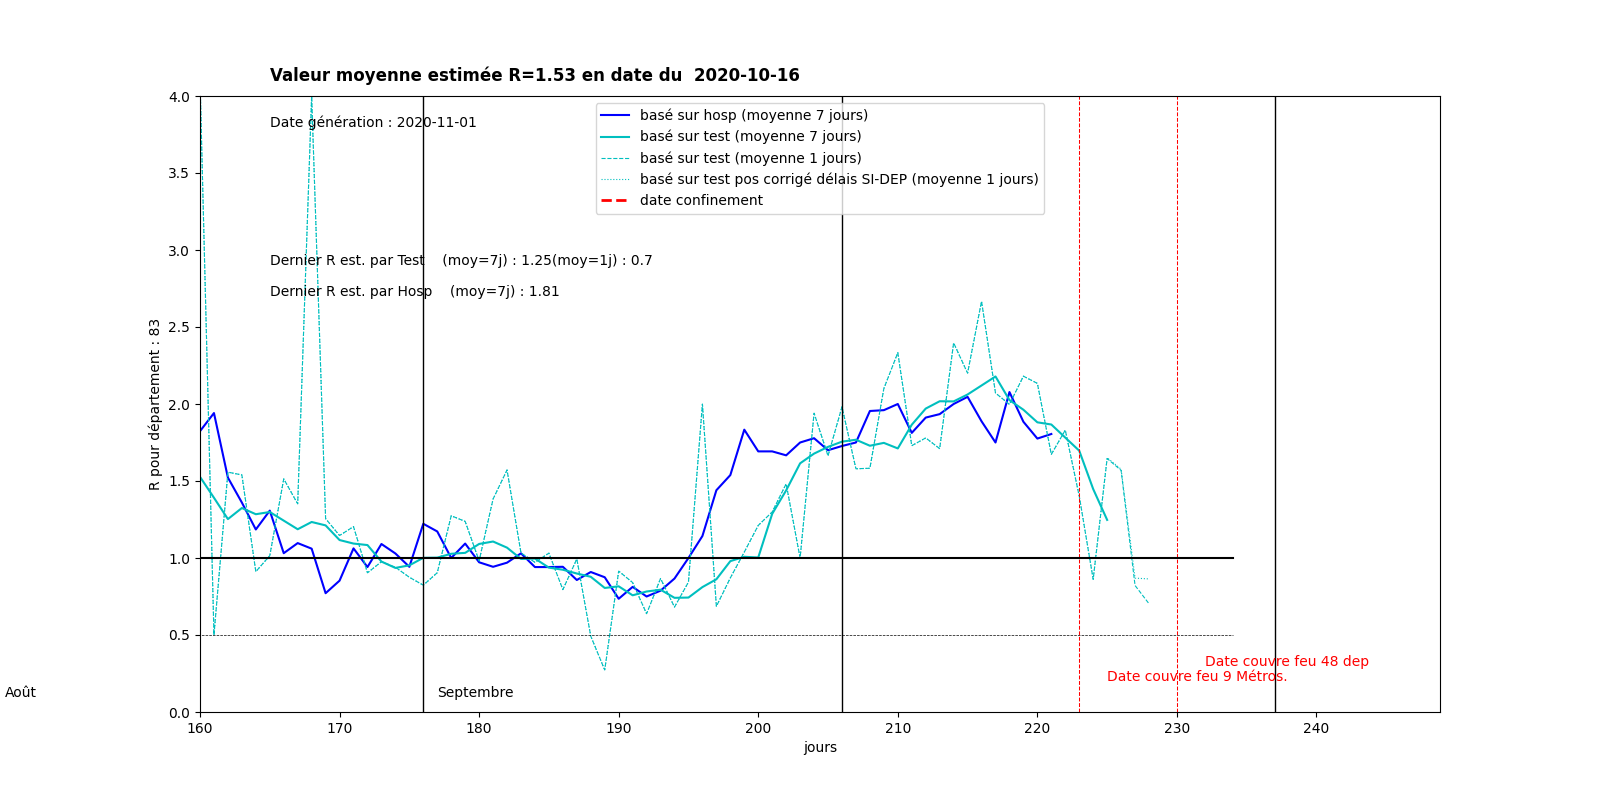 Valeur moyenne estimée R=1.53 en date du  2020-10-16
4.0
Date génération : 2020-11-01
basé sur hosp (moyenne 7 jours)
basé sur test (moyenne 7 jours)
basé sur test (moyenne 1 jours)
basé sur test pos corrigé délais SI-DEP (moyenne 1 jours)
date confinement
3.5
3.0
Dernier R est. par Test    (moy=7j) : 1.25(moy=1j) : 0.7
Dernier R est. par Hosp    (moy=7j) : 1.81
2.5
R pour département : 83
2.0
1.5
1.0
0.5
Date couvre feu 48 dep
Date couvre feu 9 Métros.
Août
Septembre
0.0
160 170 180 190 200 210 220 230 240
jours